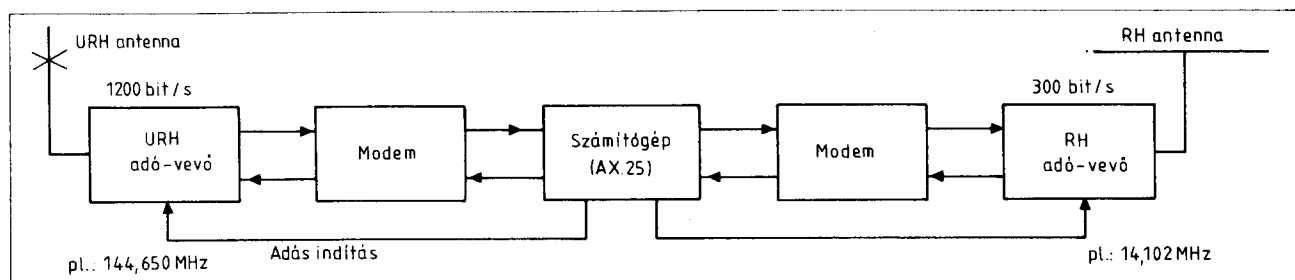 URH antenna
RH antenna
1200 bit/s
300 bit/s
URH
adó-vevő
Modem
Számítógép
(AX.25)
Modem
RH
adó-vevő
Adás indítás
pl.: 144,650 MHz
pl.: 14,102 MHz